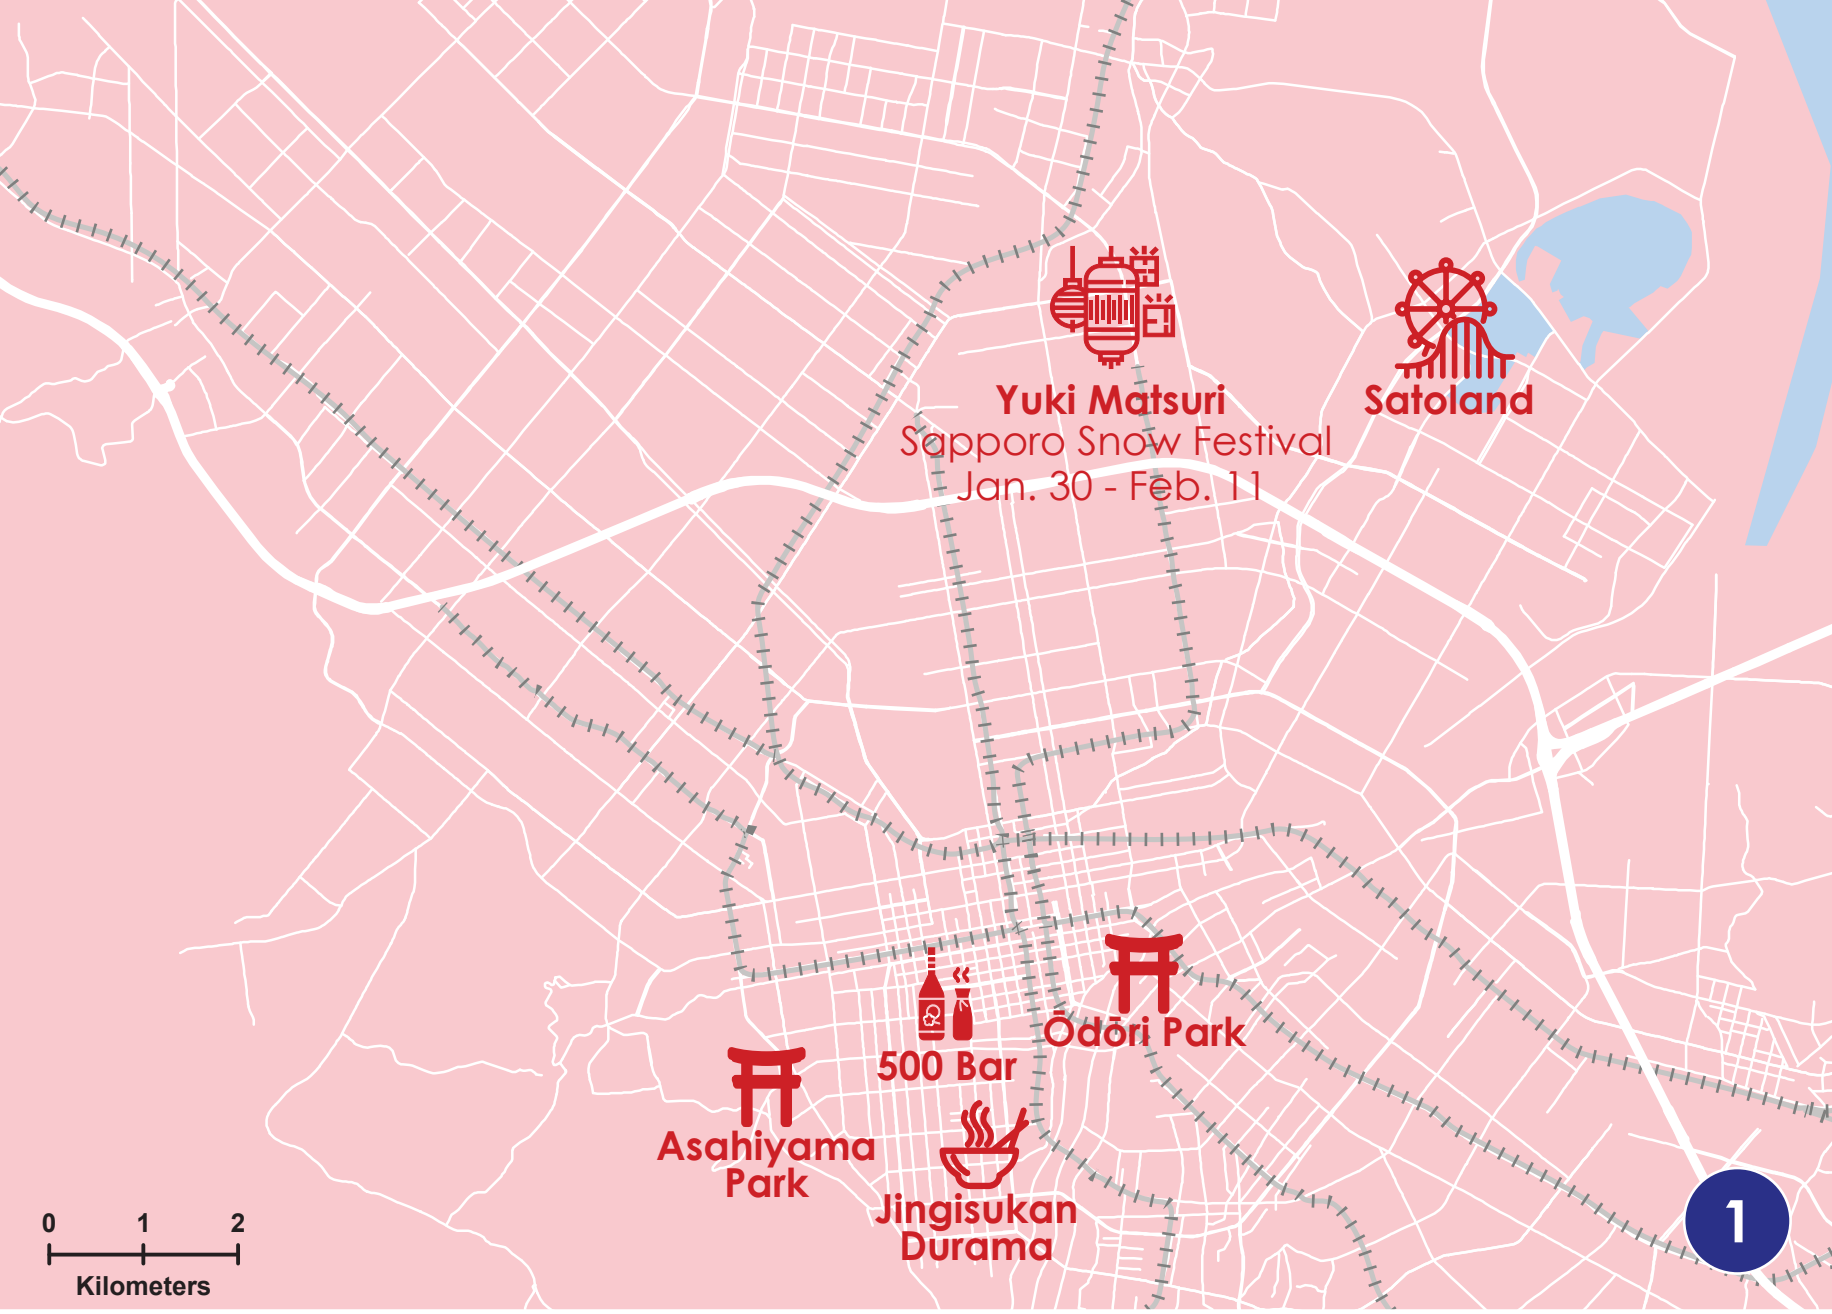 Yuki Matsuri
Sapporo Snow Festival
Jan. 30 - Feb. 11
Satoland
Ōdōri Park
500 Bar
Asahiyama
Park
Jingisukan
Durama
0 1 2
Kilometers
1